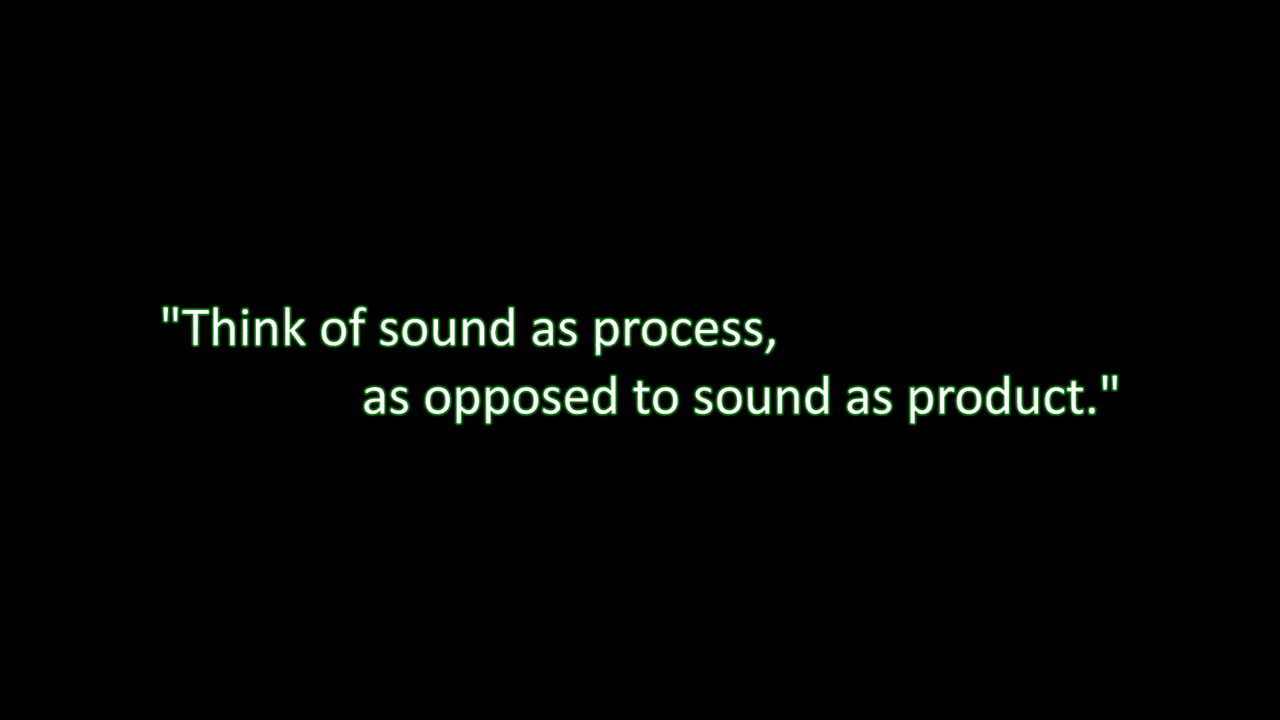 "Think of sound as process,
as opposed to sound as product."